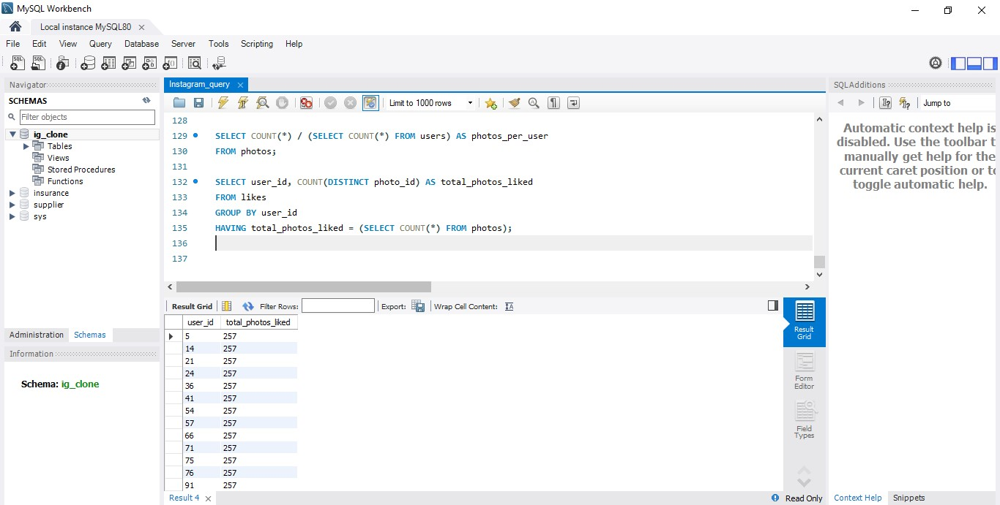 MySQL Workbench
Local instance MySQL80
File Edit View Query Database Server Tools Scripting Help
Navigator
SCHEMAS
Filter objects
ig_clone
Tables
Views
Stored Procedures
Functions
insurance
supplier
sys
Administration Schemas
Information
Schema: ig_clone
Instagram_query
Limit to 1000 rows
128
129 SELECT COUNT(*) / (SELECT COUNT(*) FROM users) AS photos_per_user
130 FROM photos;
131
132 SELECT user_id, COUNT(DISTINCT photo_id) AS total_photos_liked
133 FROM likes
134 GROUP BY user_id
135 HAVING total_photos_liked = (SELECT COUNT(*) FROM photos);
136
137
Result Grid Filter Rows: Export: Wrap Cell Content:
user_id total_photos_liked
5 257
14 257
21 257
24 257
36 257
41 257
54 257
57 257
66 257
71 257
75 257
76 257
91 257
Result 4
Result
Grid
Form
Editor
Field
Types
Read Only
SQLAdditions
Jump to
Automatic context help is
disabled. Use the toolbar t
manually get help for the
current caret position or to
toggle automatic help.
Context Help Snippets